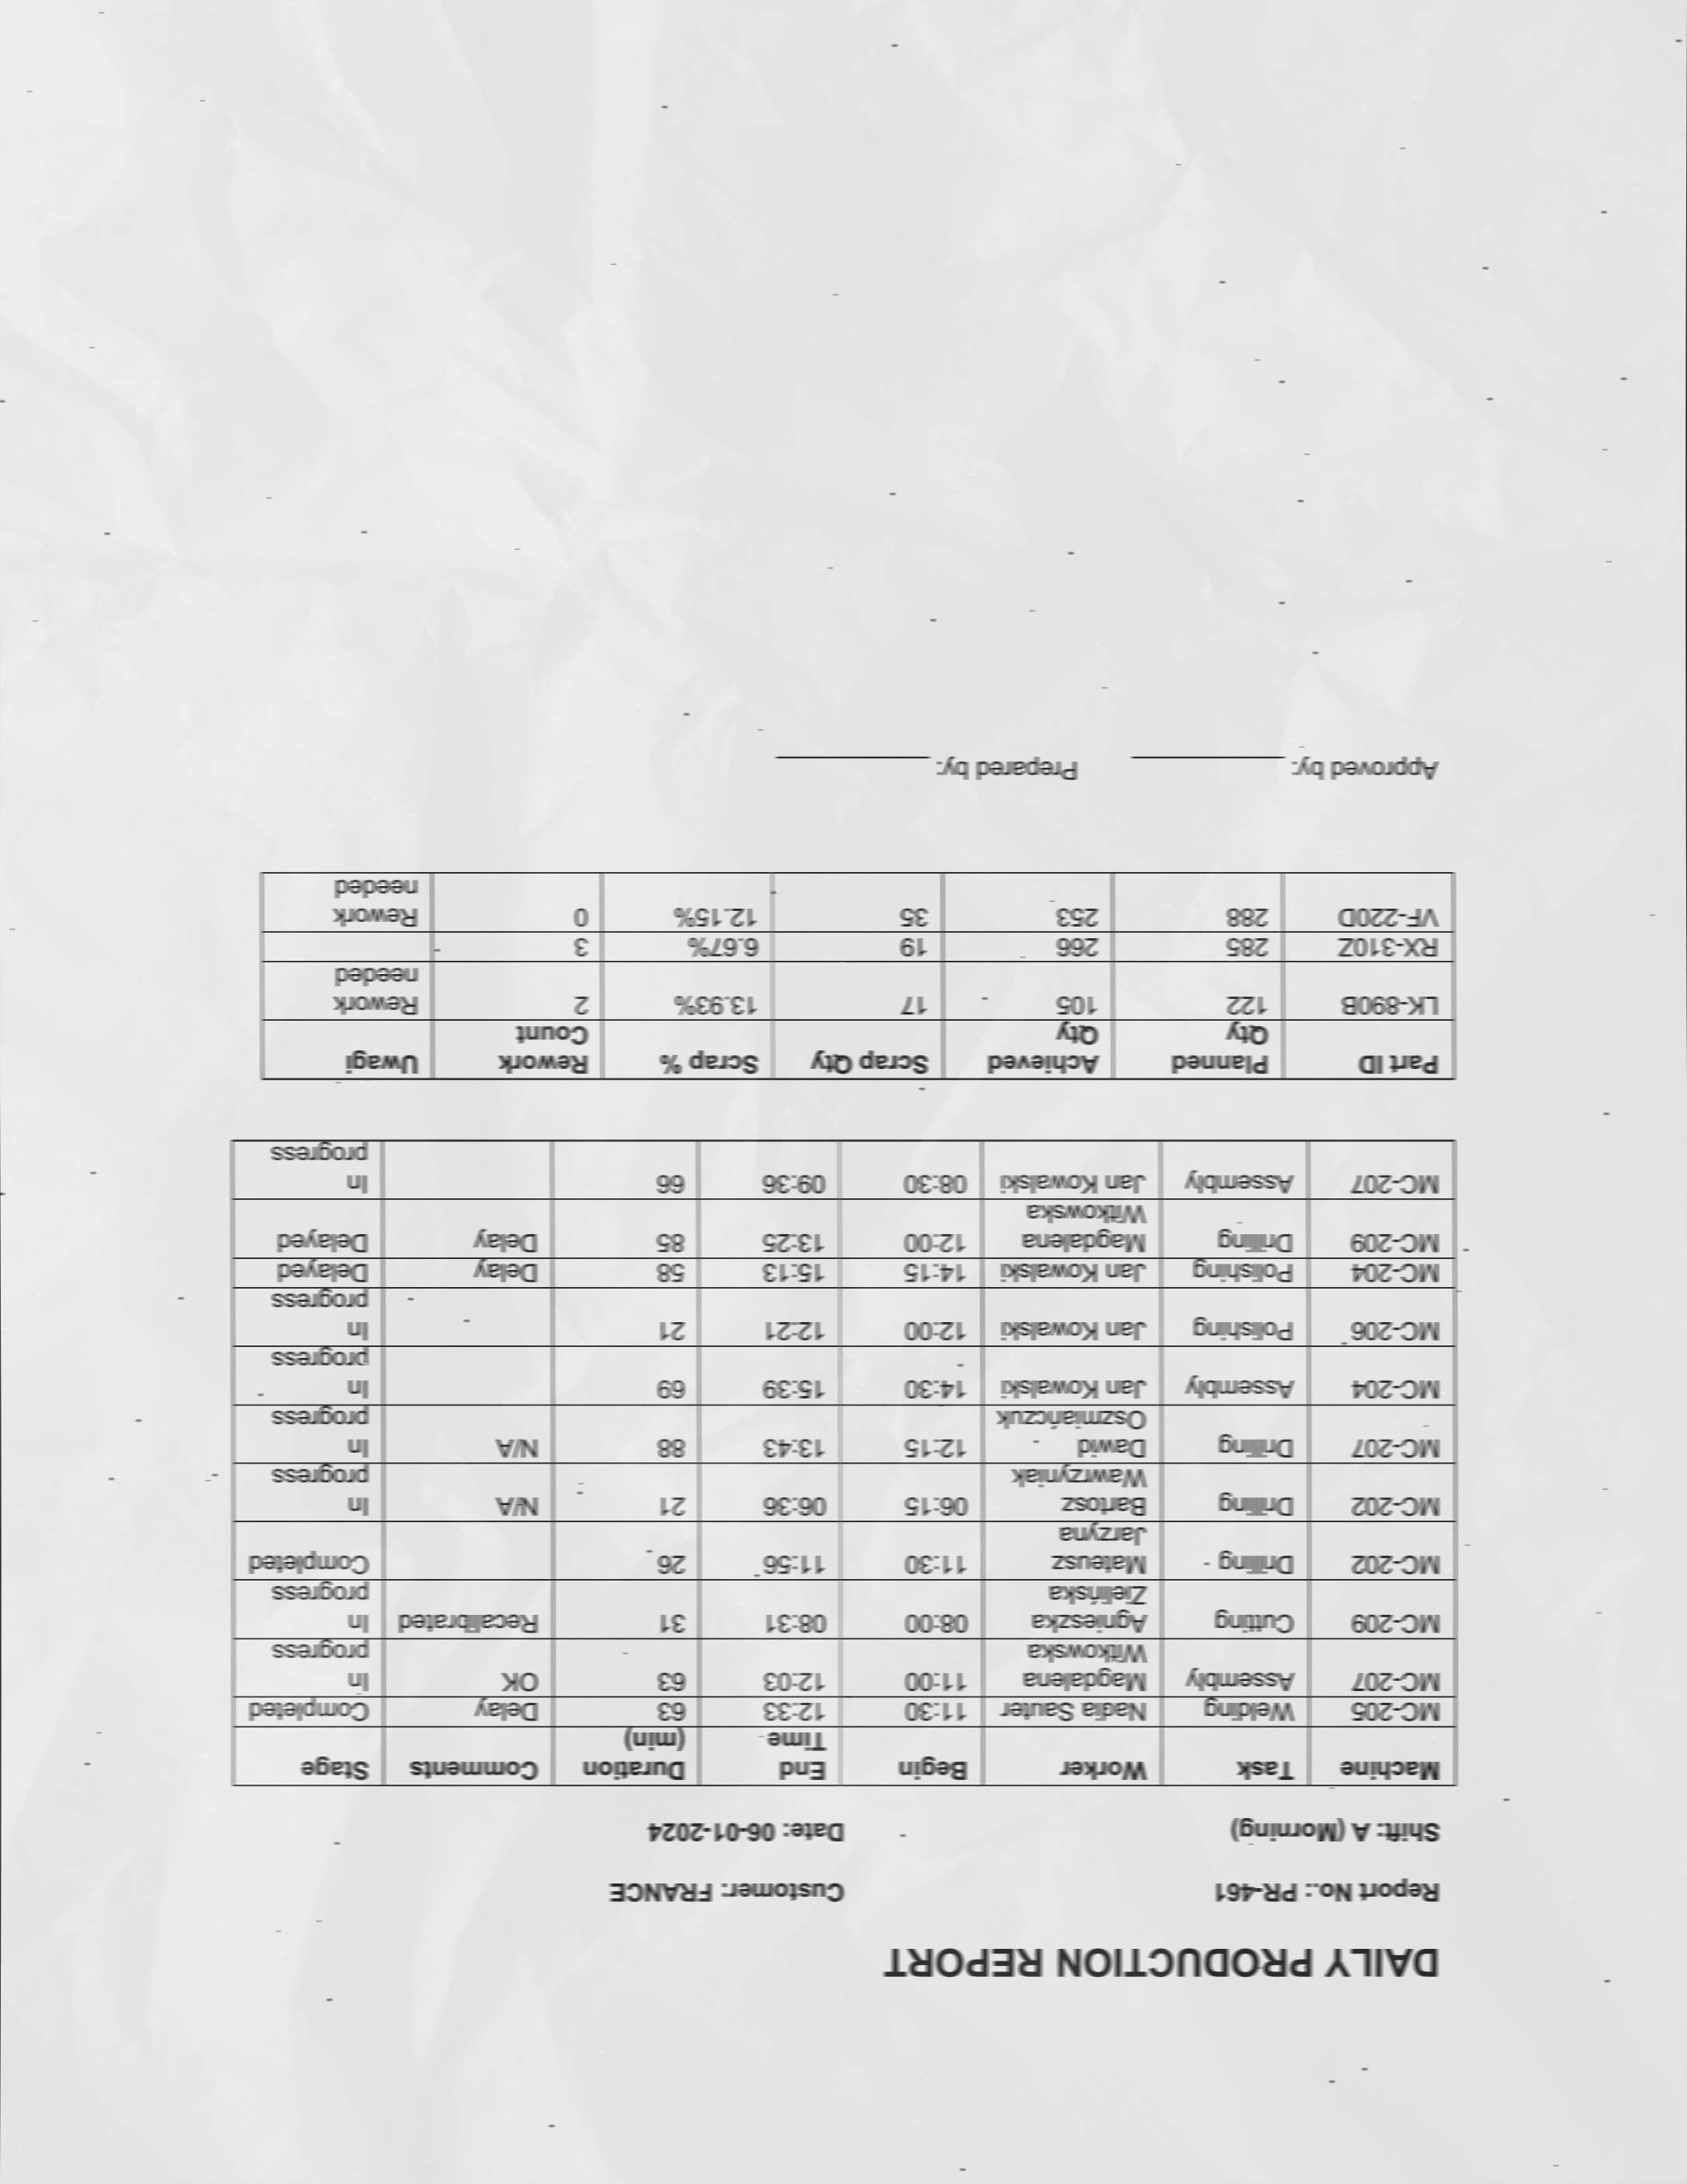 DAILY PRODUCTION REPORT
Report No.: PR-461 Customer: FRANCE
Shift: A (Morning) Date: 06-01-2024
Machine Task Worker Begin End Time Duration (min) Comments Stage
MC-205 Welding Nadia Sauter 11:30 12:33 63 Delay Completed
MC-207 Assembly Magdalena Witkowska 11:00 12:03 63 OK In progress
MC-209 Cutting Agnieszka Zielińska 08:00 08:31 31 Recalibrated In progress
MC-202 Drilling Mateusz Jarzyna 11:30 11:56 26 Completed
MC-202 Drilling Bartosz Wawrzyniak 06:15 06:36 21 N/A In progress
MC-207 Drilling Dawid Oszmiańczuk 12:15 13:43 88 N/A In progress
MC-204 Assembly Jan Kowalski 14:30 15:39 69 In progress
MC-206 Polishing Jan Kowalski 12:00 12:21 21 In progress
MC-204 Polishing Jan Kowalski 14:15 15:13 58 Delay Delayed
MC-209 Drilling Magdalena Witkowska 12:00 13:25 85 Delay Delayed
MC-207 Assembly Jan Kowalski 08:30 09:36 66 In progress
Part ID Planned Qty Achieved Qty Scrap Qty Scrap % Rework Count Uwagi
LK-890B 122 105 17 13.93% 2 Rework needed
RX-310Z 285 266 19 6.67% 3
VF-220D 288 253 35 12.15% 0 Rework needed
Approved by: Prepared by: